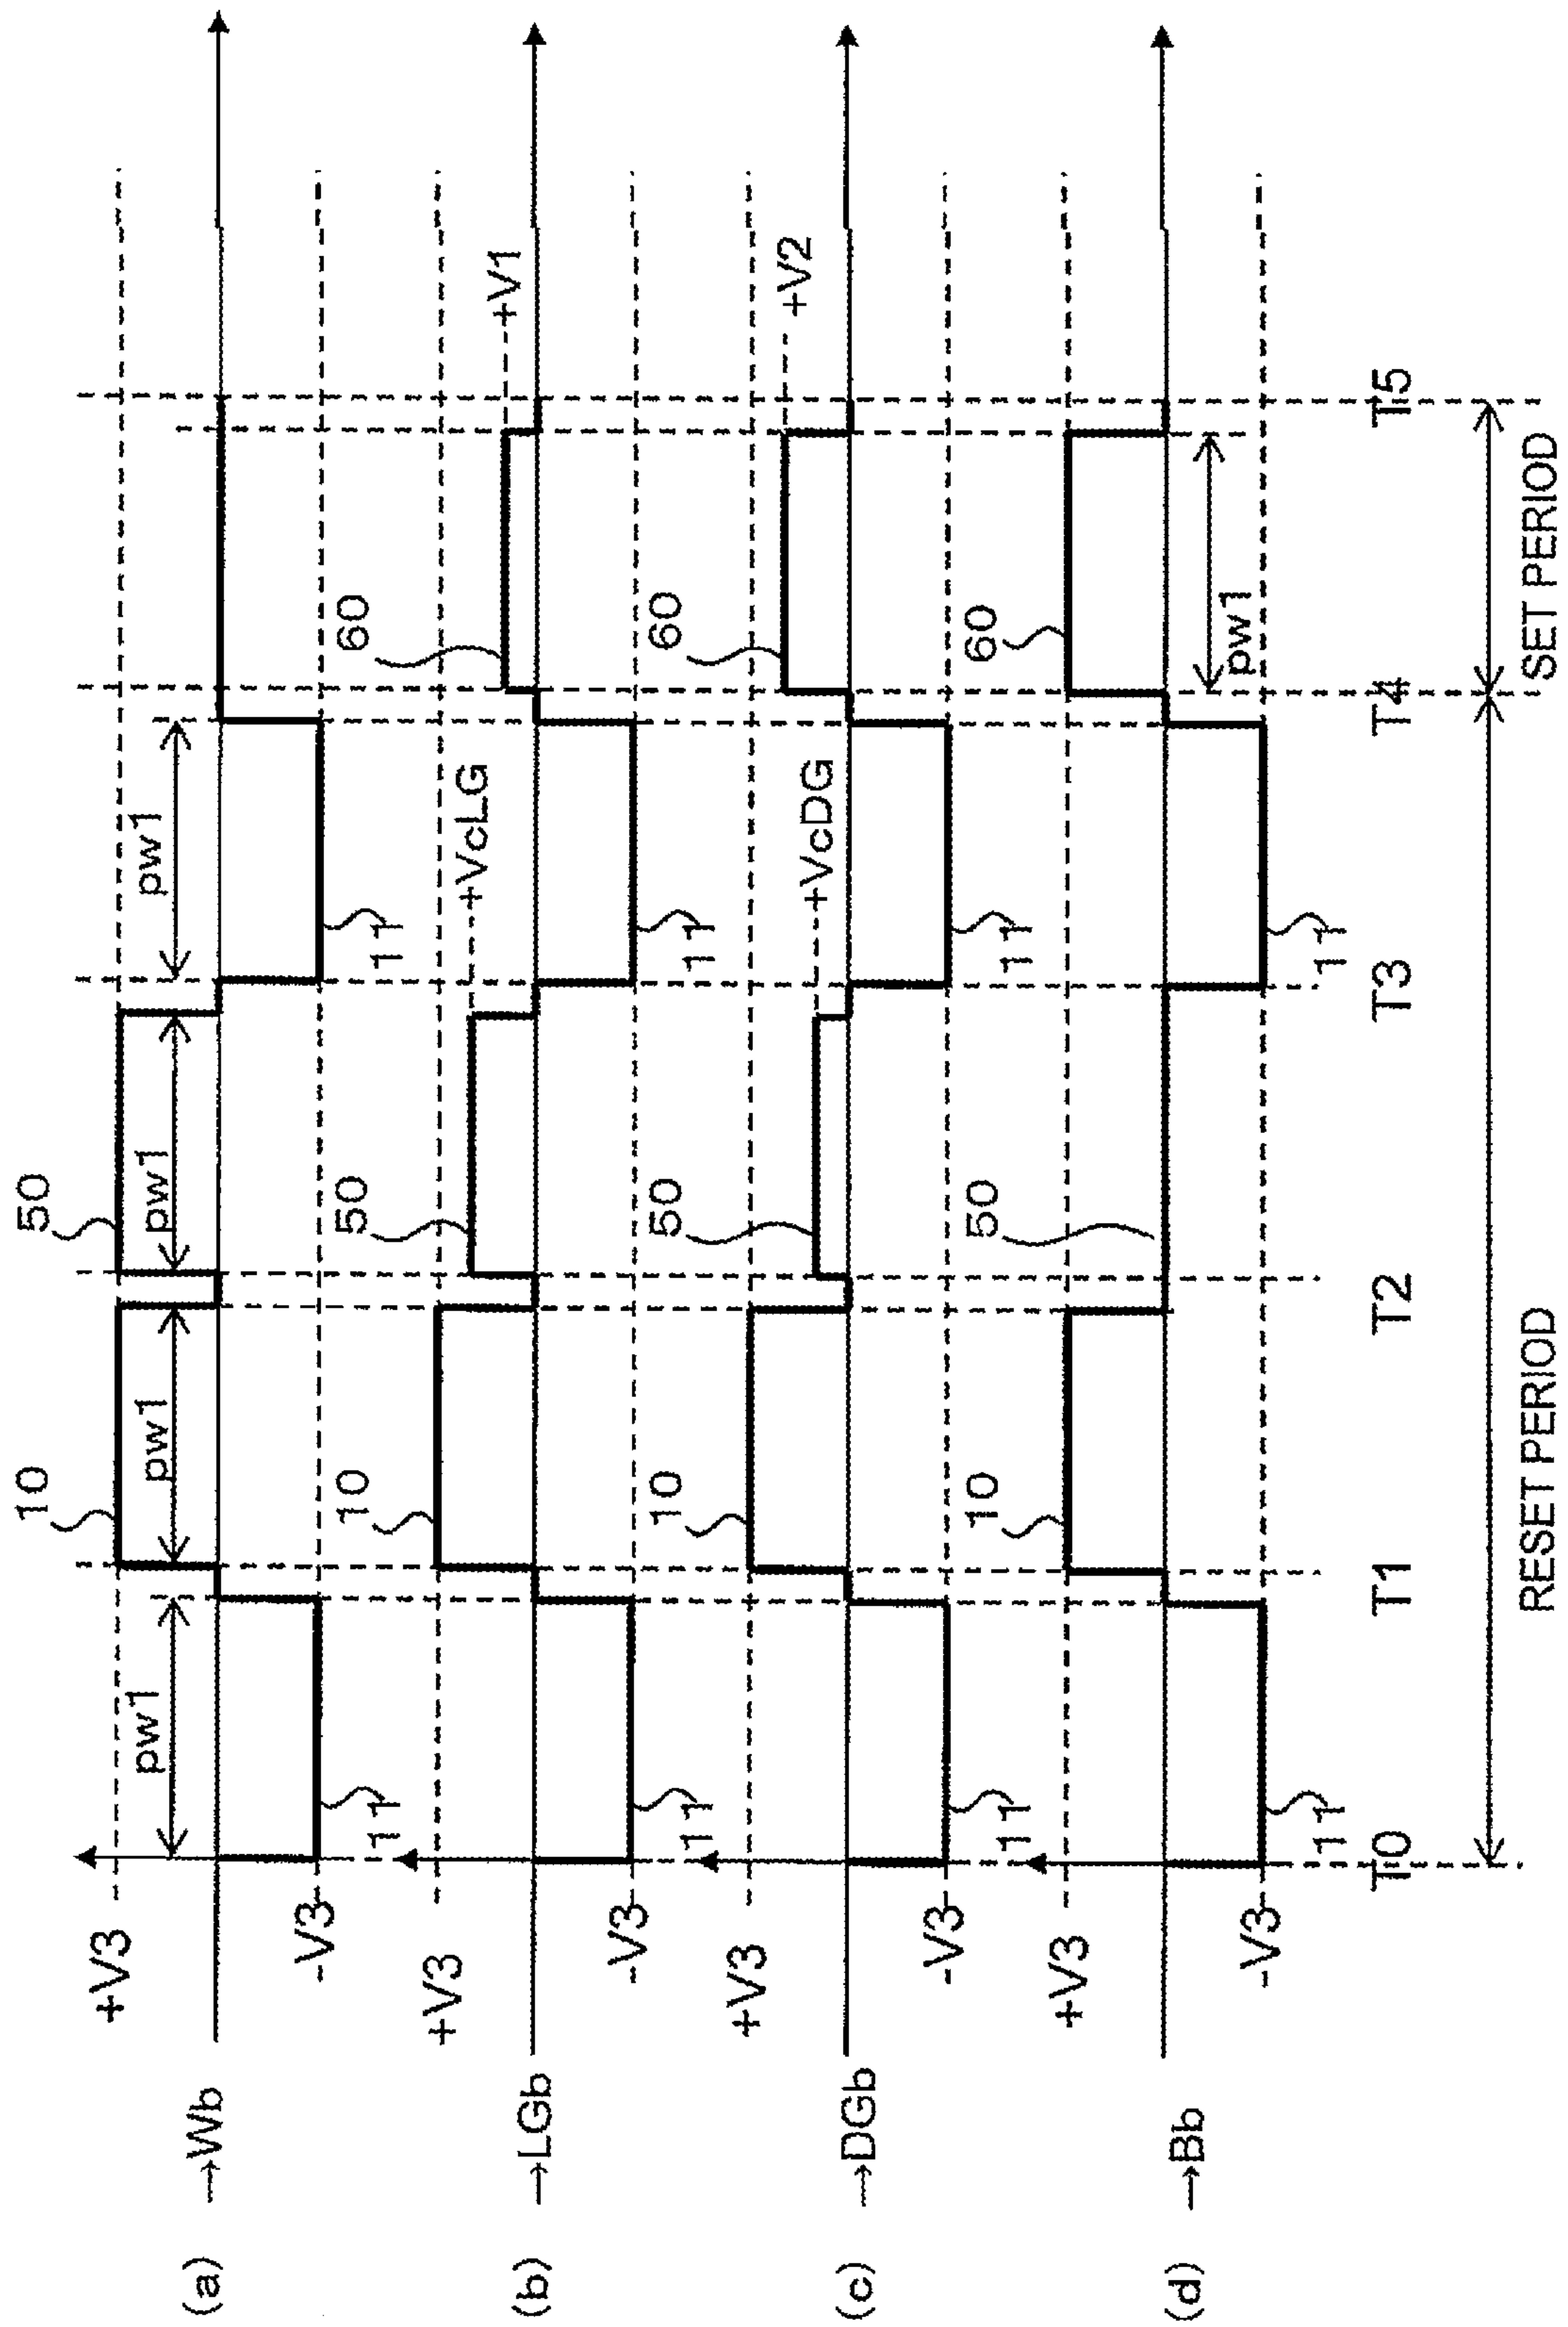 (a) →Wb
+V3
-V3
pw1
11
10
pw1
50
pw1
pw1
11
(b) →LGb
+V3
-V3
11
10
50
+VcLG
11
60
+V1
(c) →DGb
+V3
-V3
11
10
50
+VcDG
11
60
+V2
(d) →Bb
+V3
-V3
11
10
50
11
60
pw1
T0
T1
T2
T3
T4
T5
RESET PERIOD
SET PERIOD